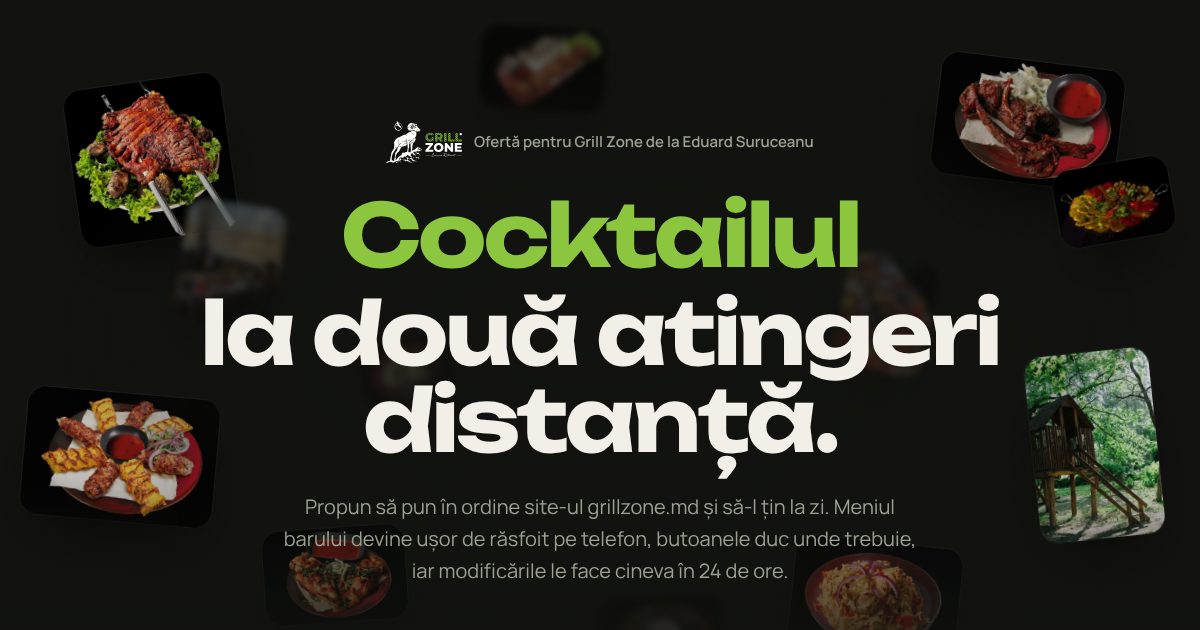 GRILL
ZONE
Ofertă pentru Grill Zone de la Eduard Suruceanu
Cocktailul
la două atingeri
distanță.
Propun să pun în ordine site-ul grillzone.md și să-l țin la zi. Meniul
barului devine ușor de răsfoit pe telefon, butoanele duc unde trebuie,
iar modificările le face cineva în 24 de ore.